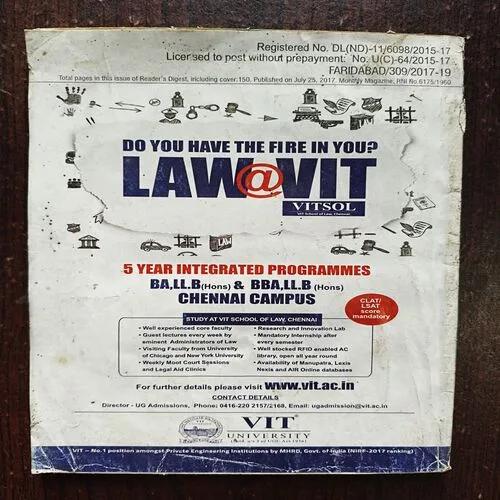 Registered No. DL(ND)-11/6098/2015-17
Licensed to post without prepayment: No. U(C)-64/2015-17
FARIDABAD/309/2017-19
Total pages in this issue of Reader's Digest, including cover:150. Published on July 25, 2017. Monthly Magazine, RNI No.6175/1960
DO YOU HAVE THE FIRE IN YOU?
LAW@VIT
VITSOL
VIT School of Law, Chennai
LAW
5 YEAR INTEGRATED PROGRAMMES
BA,LL.B(Hons) & BBA,LL.B(Hons)
CHENNAI CAMPUS
CLAT/
LSAT
score
mandatory
STUDY AT VIT SCHOOL OF LAW, CHENNAI
• Well experienced core faculty
• Guest lectures every week by
eminent Administrators of Law
• Visiting Faculty from University
of Chicago and New York University
• Weekly Moot Court Sessions
and Legal Aid Clinics
• Research and Innovation Lab
• Mandatory Internship after
every semester
• Well stocked RFID enabled AC
library, open all year round
• Availability of Manupatra, Lexis
Nexis and AIR Online databases
For further details please visit www.vit.ac.in
CONTACT DETAILS
Director - UG Admissions, Phone: 0416-220 2157/2168, Email: ugadmission@vit.ac.in
VIT
UNIVERSITY
(Estd. u/s 3 of UGC Act 1956)
VIT – No.1 position amongst Private Engineering Institutions by MHRD, Govt. of India (NIRF-2017 ranking)